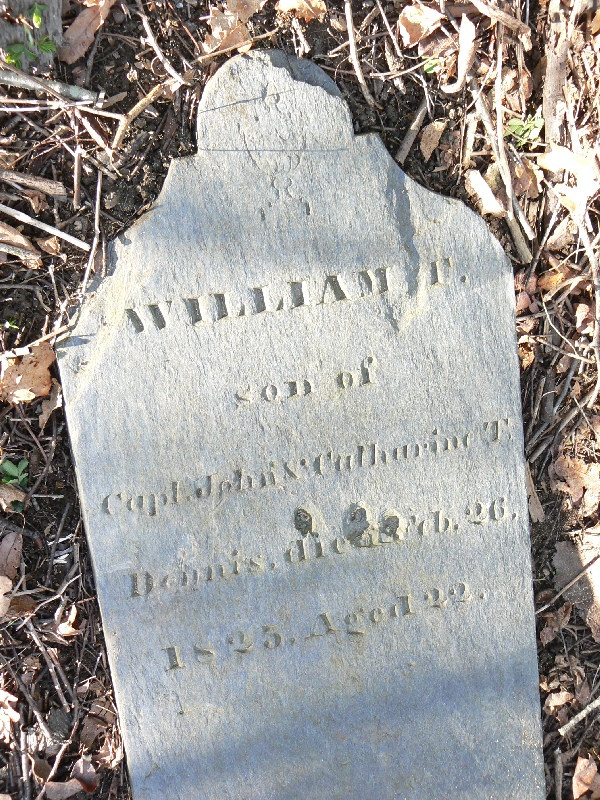 WILLIAM T.
son of
Capt. John & Catharine T.
Dennis, died Feb. 26,
1825. Aged 22.